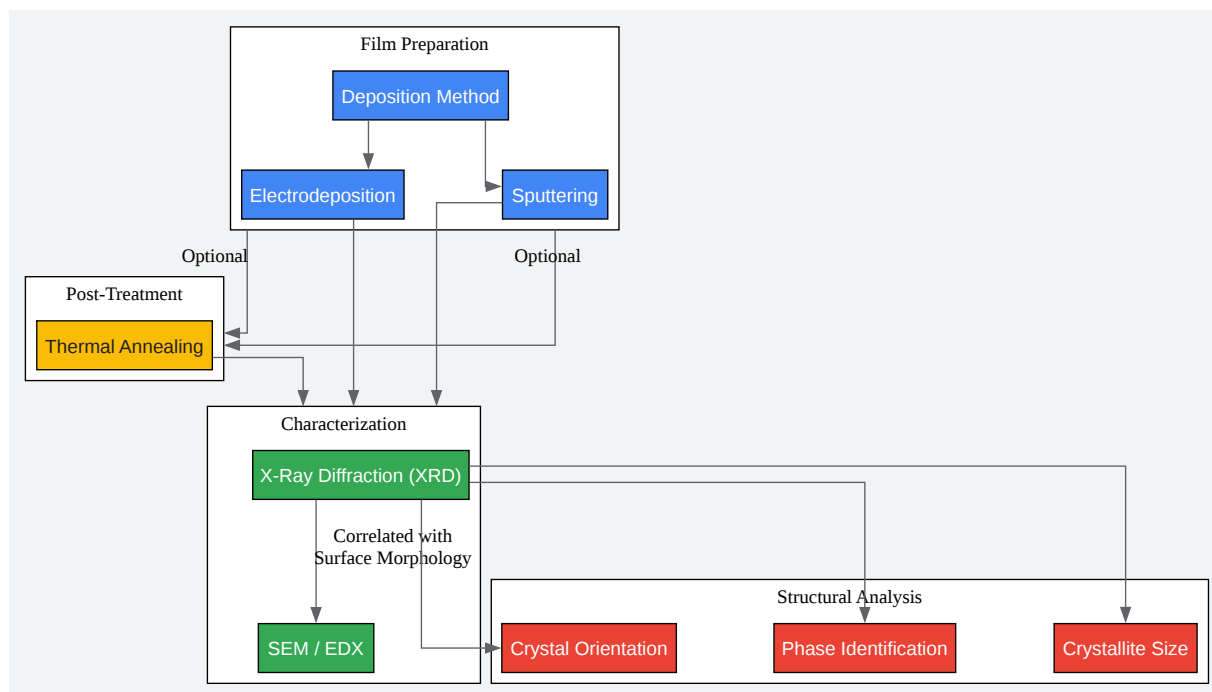 Film Preparation
Deposition Method
Electrodeposition
Sputtering
Optional
Optional
Post-Treatment
Thermal Annealing
Characterization
X-Ray Diffraction (XRD)
Correlated with
Surface Morphology
Structural Analysis
SEM / EDX
Crystal Orientation
Phase Identification
Crystallite Size